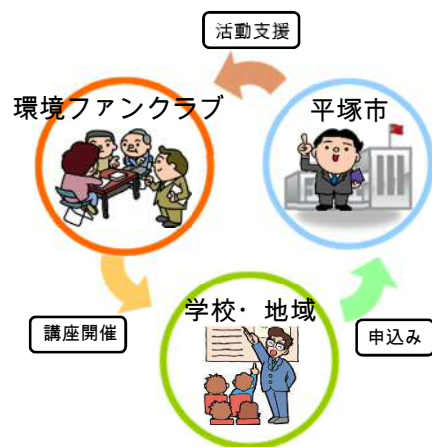 活動支援
環境ファンクラブ
平塚市
学校・地域
講座開催
申込み